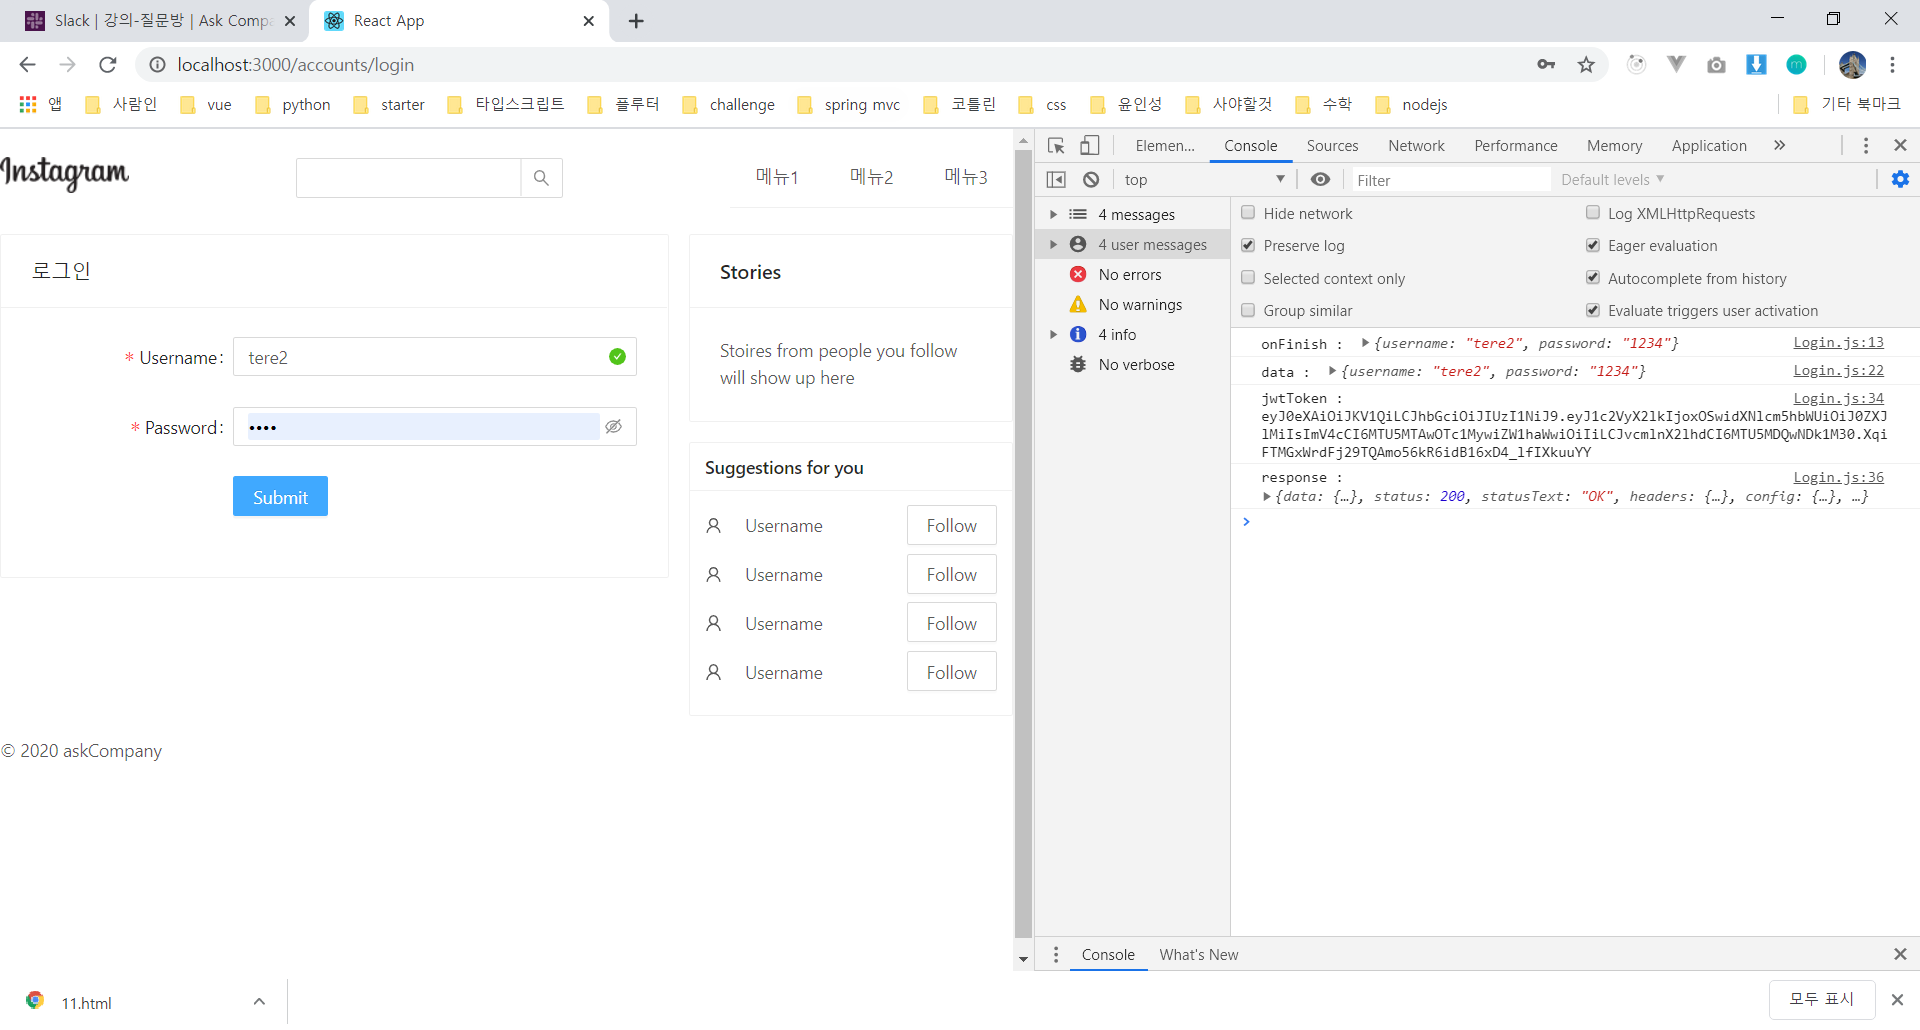 Slack | 강의-질문방 | Ask Compa
React App
localhost:3000/accounts/login
앱 사람인 vue python starter 타입스크립트 플루터 challenge spring mvc 코틀린 css 윤인성 사야할것 수학 nodejs 기타 북마크
Instagram
메뉴1 메뉴2 메뉴3
로그인
* Username:
tere2
* Password:
••••
Submit
Stories
Stoires from people you follow
will show up here
Suggestions for you
Username Follow
Username Follow
Username Follow
Username Follow
© 2020 askCompany
Elemen... Console Sources Network Performance Memory Application »
top Filter Default levels
4 messages
4 user messages
No errors
No warnings
4 info
No verbose
Hide network Log XMLHttpRequests
Preserve log Eager evaluation
Selected context only Autocomplete from history
Group similar Evaluate triggers user activation
onFinish : {username: "tere2", password: "1234"} Login.js:13
data : {username: "tere2", password: "1234"} Login.js:22
jwtToken : Login.js:34
eyJ0eXAiOiJKV1QiLCJhbGciOiJIUzI1NiJ9.eyJ1c2VyX2lkIjoxOSwidXNlcm5hbWUiOiJ0ZXJ
lMiIsImV4cCI6MTU5MTAwOTc1MywiZW1haWwiOiIiLCJvcmlnX2lhdCI6MTU5MDQwNDk1M30.Xqi
FTMGxWrdFj29TQAmo56kR6idB16xD4_lfIXkuuYY
response : Login.js:36
{data: {…}, status: 200, statusText: "OK", headers: {…}, config: {…}, …}
Console What's New
11.html
모두 표시